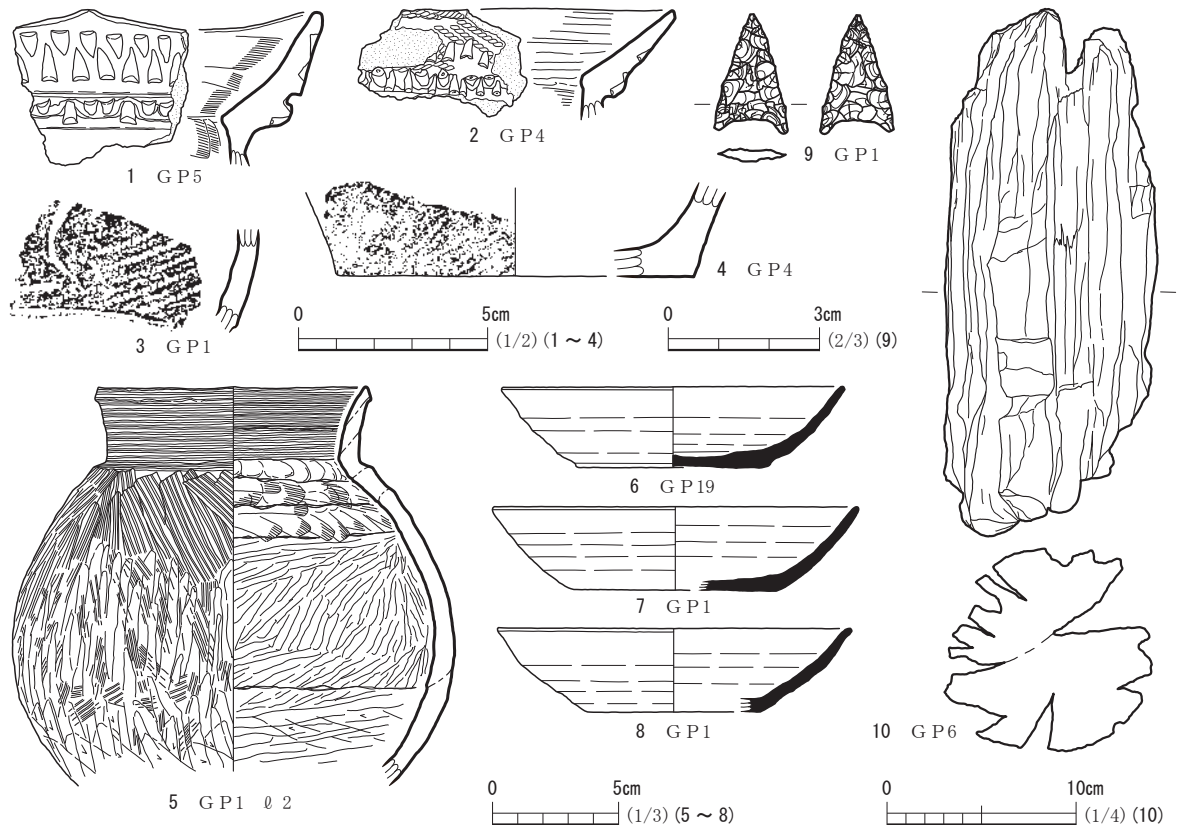 1 GP5
2 GP4
9 GP1
3 GP1
4 GP4
0 5cm
(1/2) (1 ~ 4)
0 3cm
(2/3) (9)
6 GP19
7 GP1
8 GP1
5 GP1 ℓ 2
10 GP6
0 5cm
(1/3) (5 ~ 8)
0 10cm
(1/4) (10)